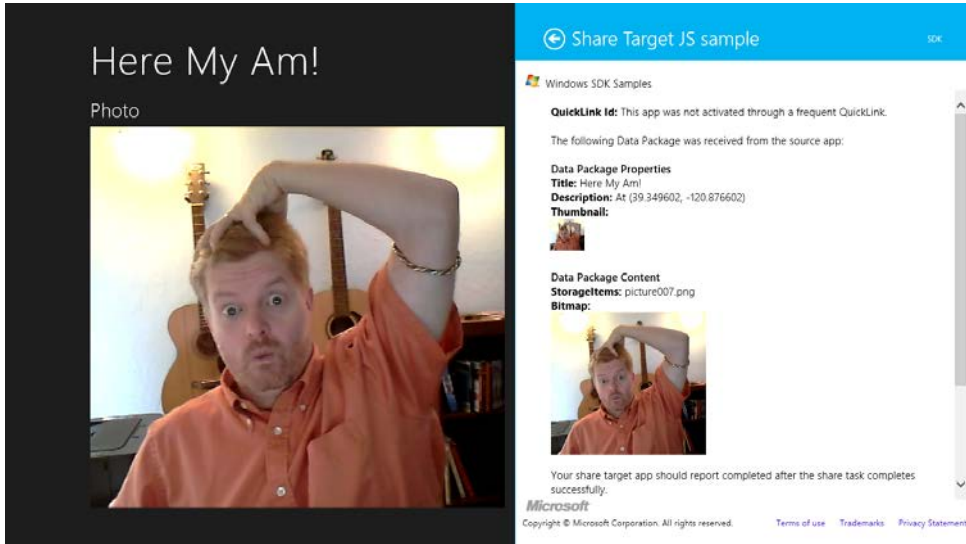 Here My Am!
Photo
Share Target JS sample
SDK
Windows SDK Samples
QuickLink Id: This app was not activated through a frequent QuickLink.
The following Data Package was received from the source app:
Data Package Properties
Title: Here My Am!
Description: At (39.349602, -120.876602)
Thumbnail:
Data Package Content
StorageItems: picture007.png
Bitmap:
Your share target app should report completed after the share task completes
successfully.
Microsoft
Copyright © Microsoft Corporation. All rights reserved.
Terms of use Trademarks Privacy Statement